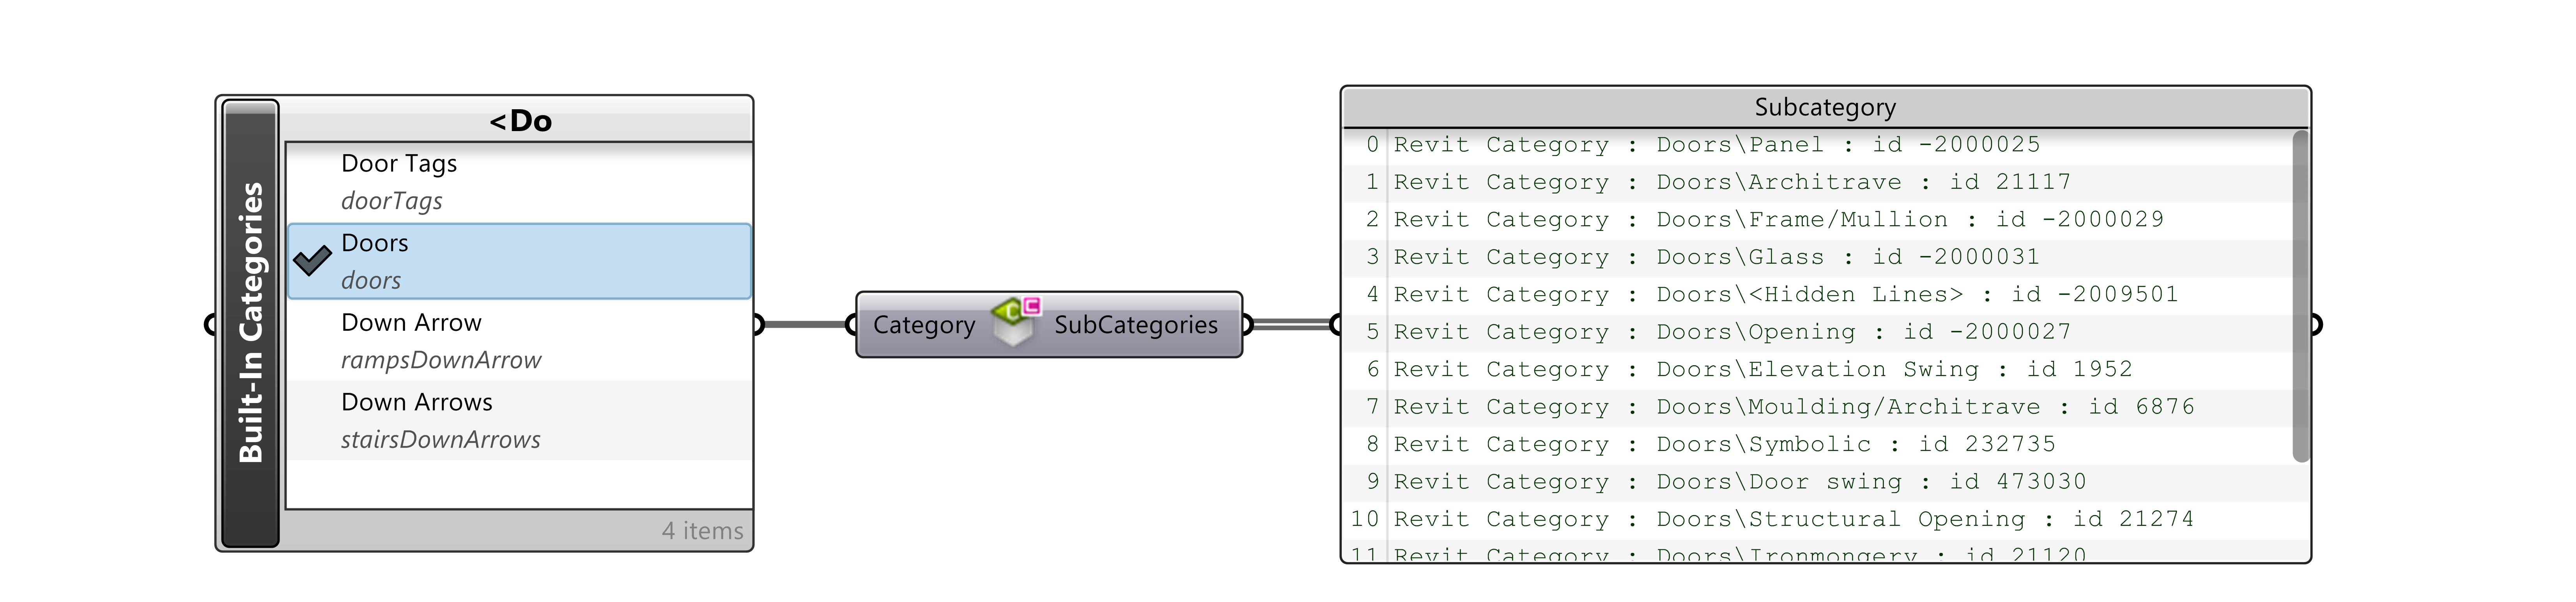 Built-In Categories
<Do
Door Tags
doorTags
Doors
doors
Down Arrow
rampsDownArrow
Down Arrows
stairsDownArrows
4 items
Category
C
SubCategories
Subcategory
0 Revit Category : Doors\Panel : id -2000025
1 Revit Category : Doors\Architrave : id 21117
2 Revit Category : Doors\Frame/Mullion : id -2000029
3 Revit Category : Doors\Glass : id -2000031
4 Revit Category : Doors\<Hidden Lines> : id -2009501
5 Revit Category : Doors\Opening : id -2000027
6 Revit Category : Doors\Elevation Swing : id 1952
7 Revit Category : Doors\Moulding/Architrave : id 6876
8 Revit Category : Doors\Symbolic : id 232735
9 Revit Category : Doors\Door swing : id 473030
10 Revit Category : Doors\Structural Opening : id 21274
11 Revit Category : Doors\Ironmongery : id 21120